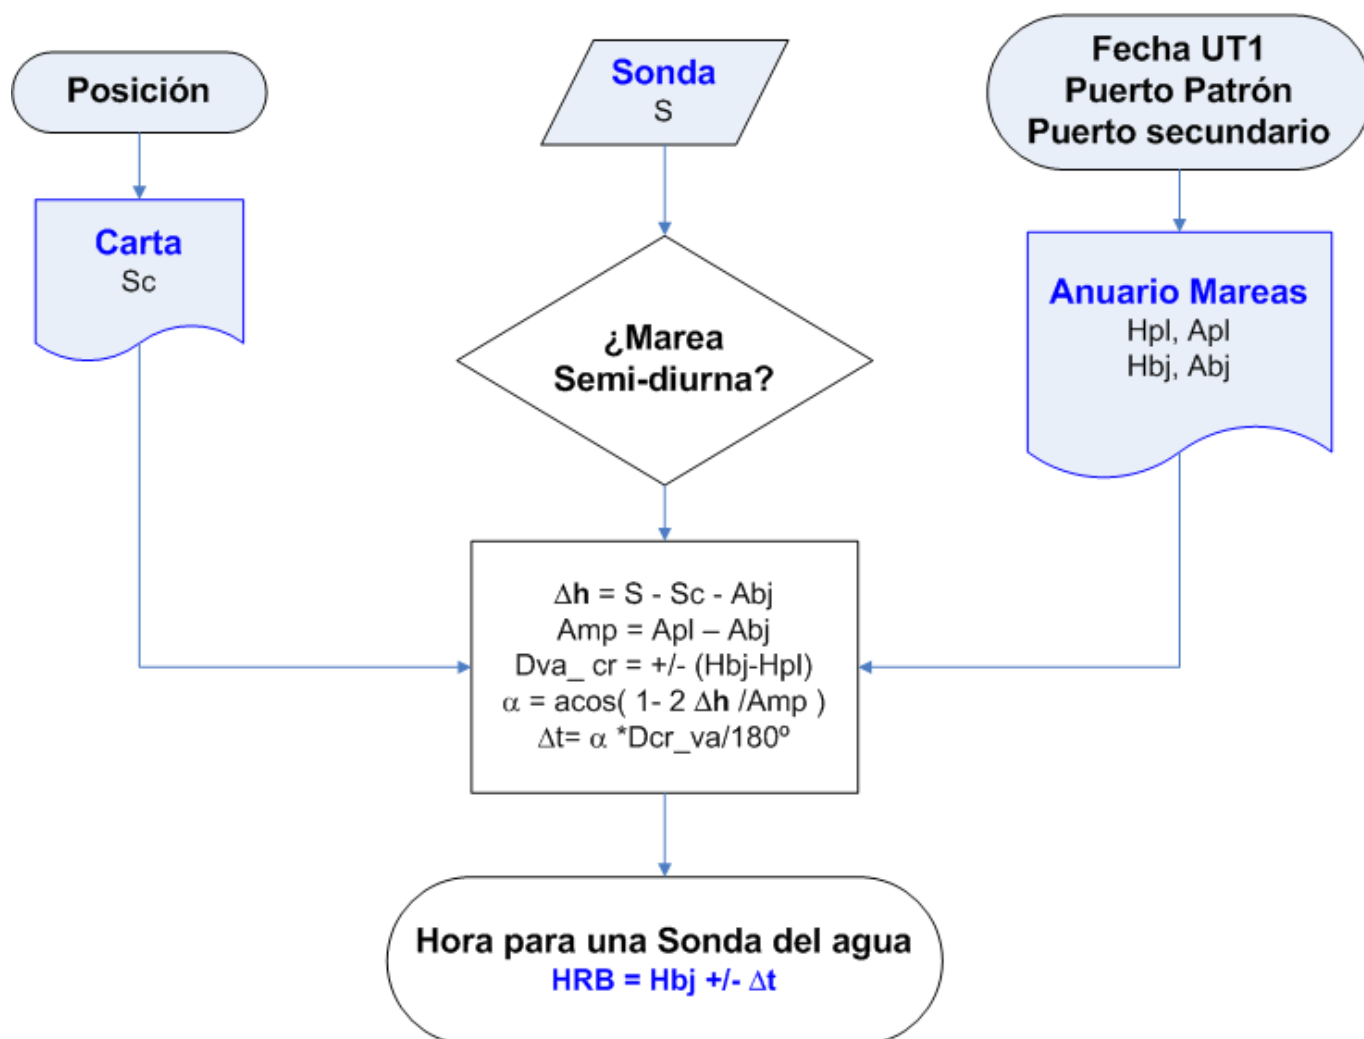 Posición
Carta
Sc
Sonda
S
¿Marea
Semi-diurna?
Fecha UT1
Puerto Patrón
Puerto secundario
Anuario Mareas
Hpl, Apl
Hbj, Abj
Δh = S - Sc - Abj
Amp = Apl – Abj
Dva_ cr = +/- (Hbj-Hpl)
α = acos( 1- 2 Δh /Amp )
Δt= α *Dcr_va/180º
Hora para una Sonda del agua
HRB = Hbj +/- Δt